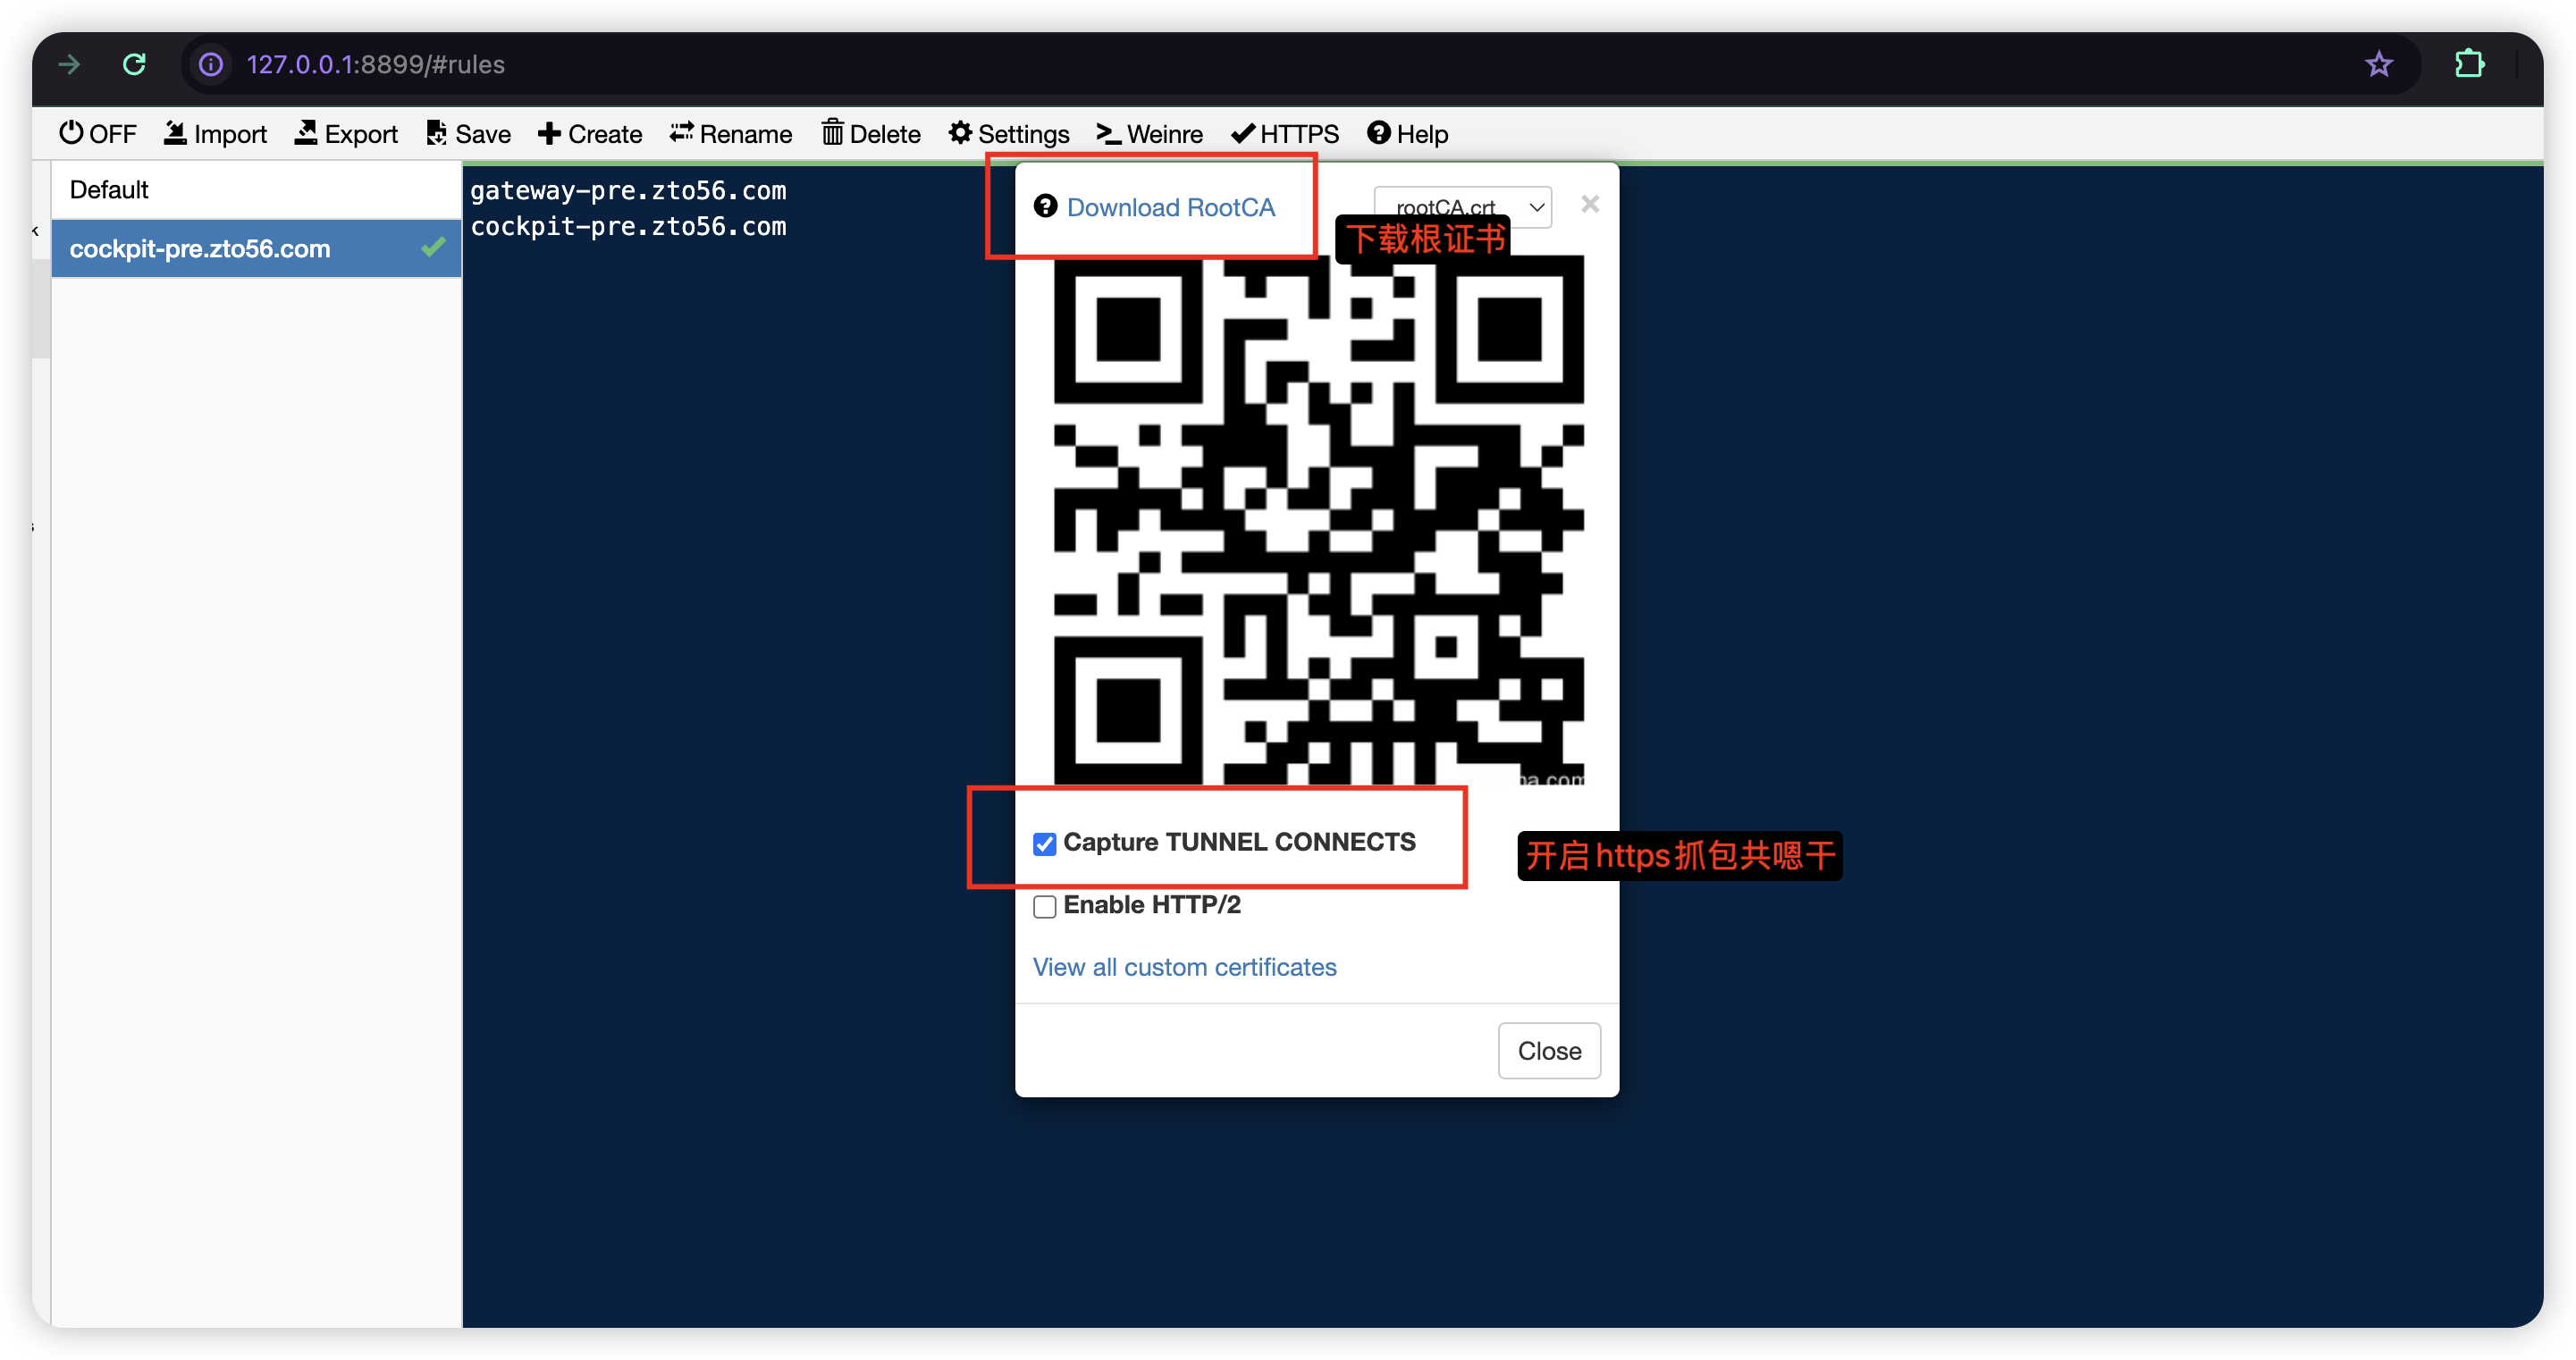 127.0.0.1:8899/#rules
OFF Import Export Save Create Rename Delete Settings Weinre HTTPS Help
Default
cockpit-pre.zto56.com
gateway-pre.zto56.com
cockpit-pre.zto56.com
Download RootCA
rootCA.crt
下载根证书
Capture TUNNEL CONNECTS
开启https抓包共嗯干
Enable HTTP/2
View all custom certificates
Close